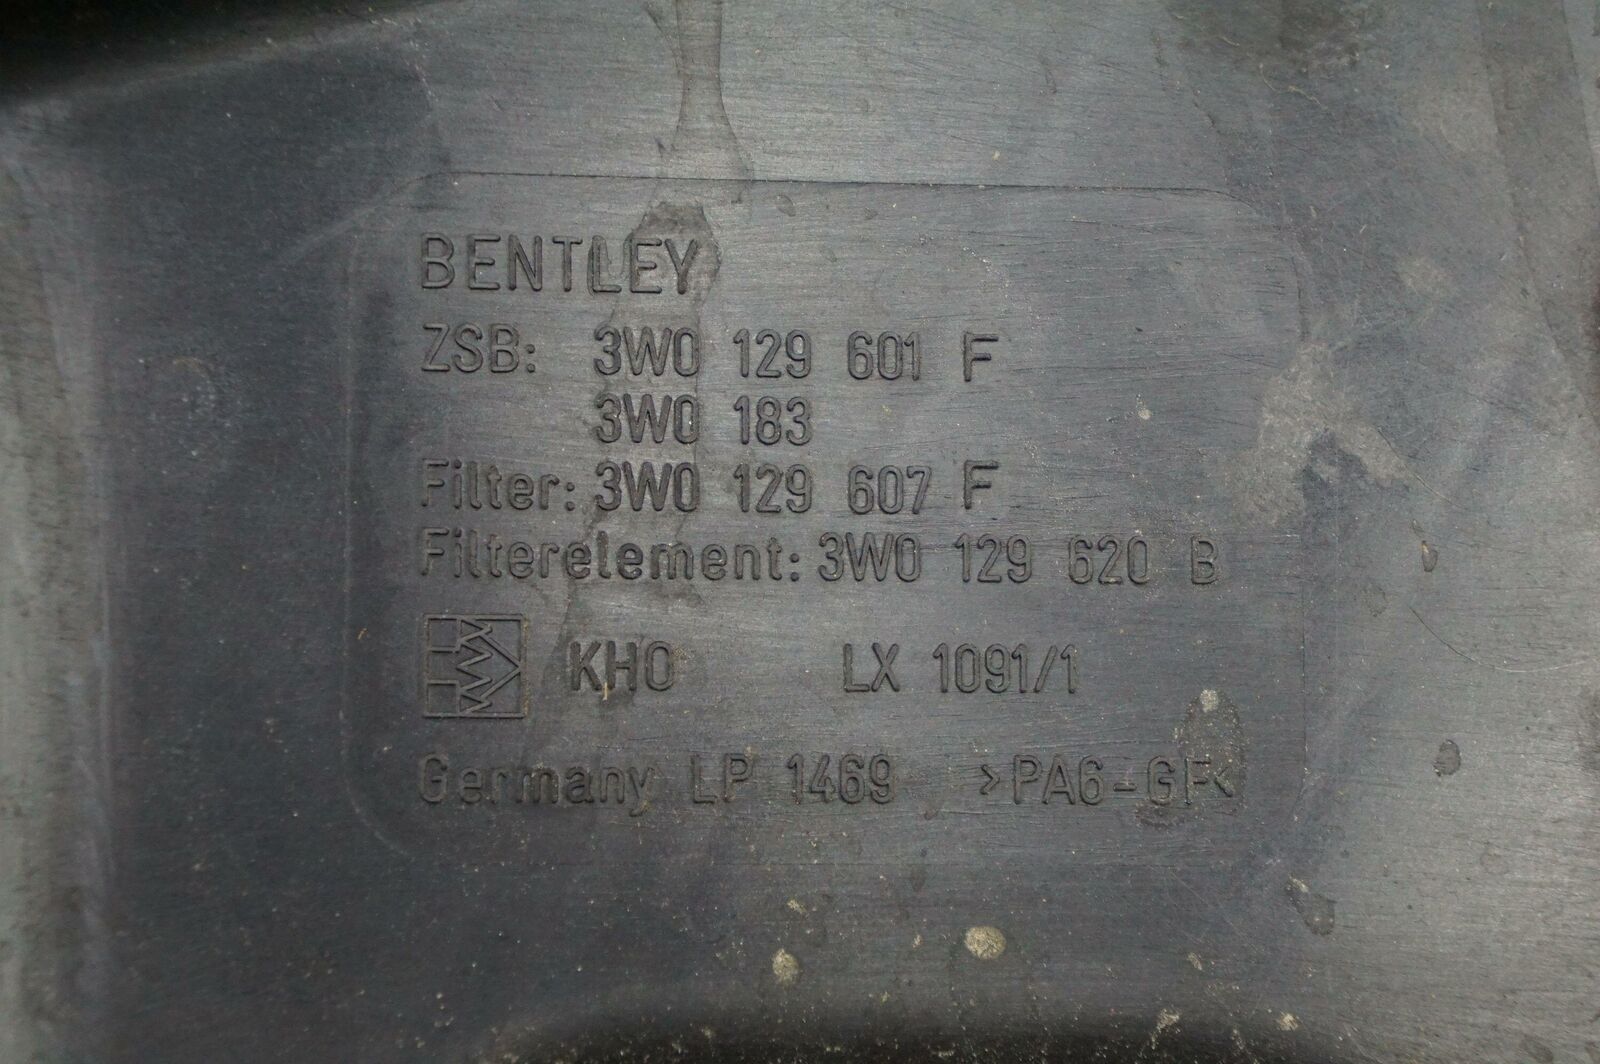 BENTLEY
ZSB: 3W0 129 601 F
3W0 183
Filter: 3W0 129 607 F
Filterelement: 3W0 129 620 B
KHO LX 1091/1
Germany LP 1469 >PA6-GF<